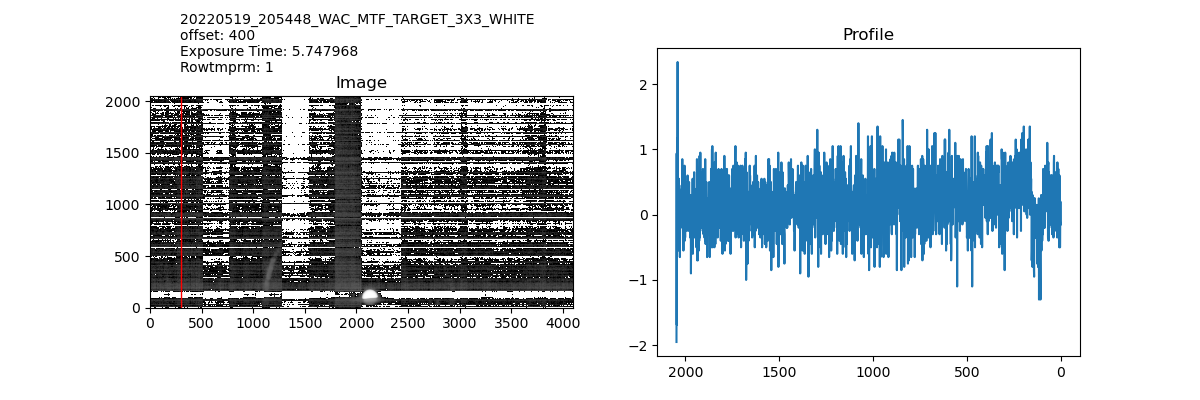 20220519_205448_WAC_MTF_TARGET_3X3_WHITE
offset: 400
Exposure Time: 5.747968
Rowtmprm: 1
Image
2000
1500
1000
500
0
0 500 1000 1500 2000 2500 3000 3500 4000
Profile
2
1
0
−1
−2
2000 1500 1000 500 0